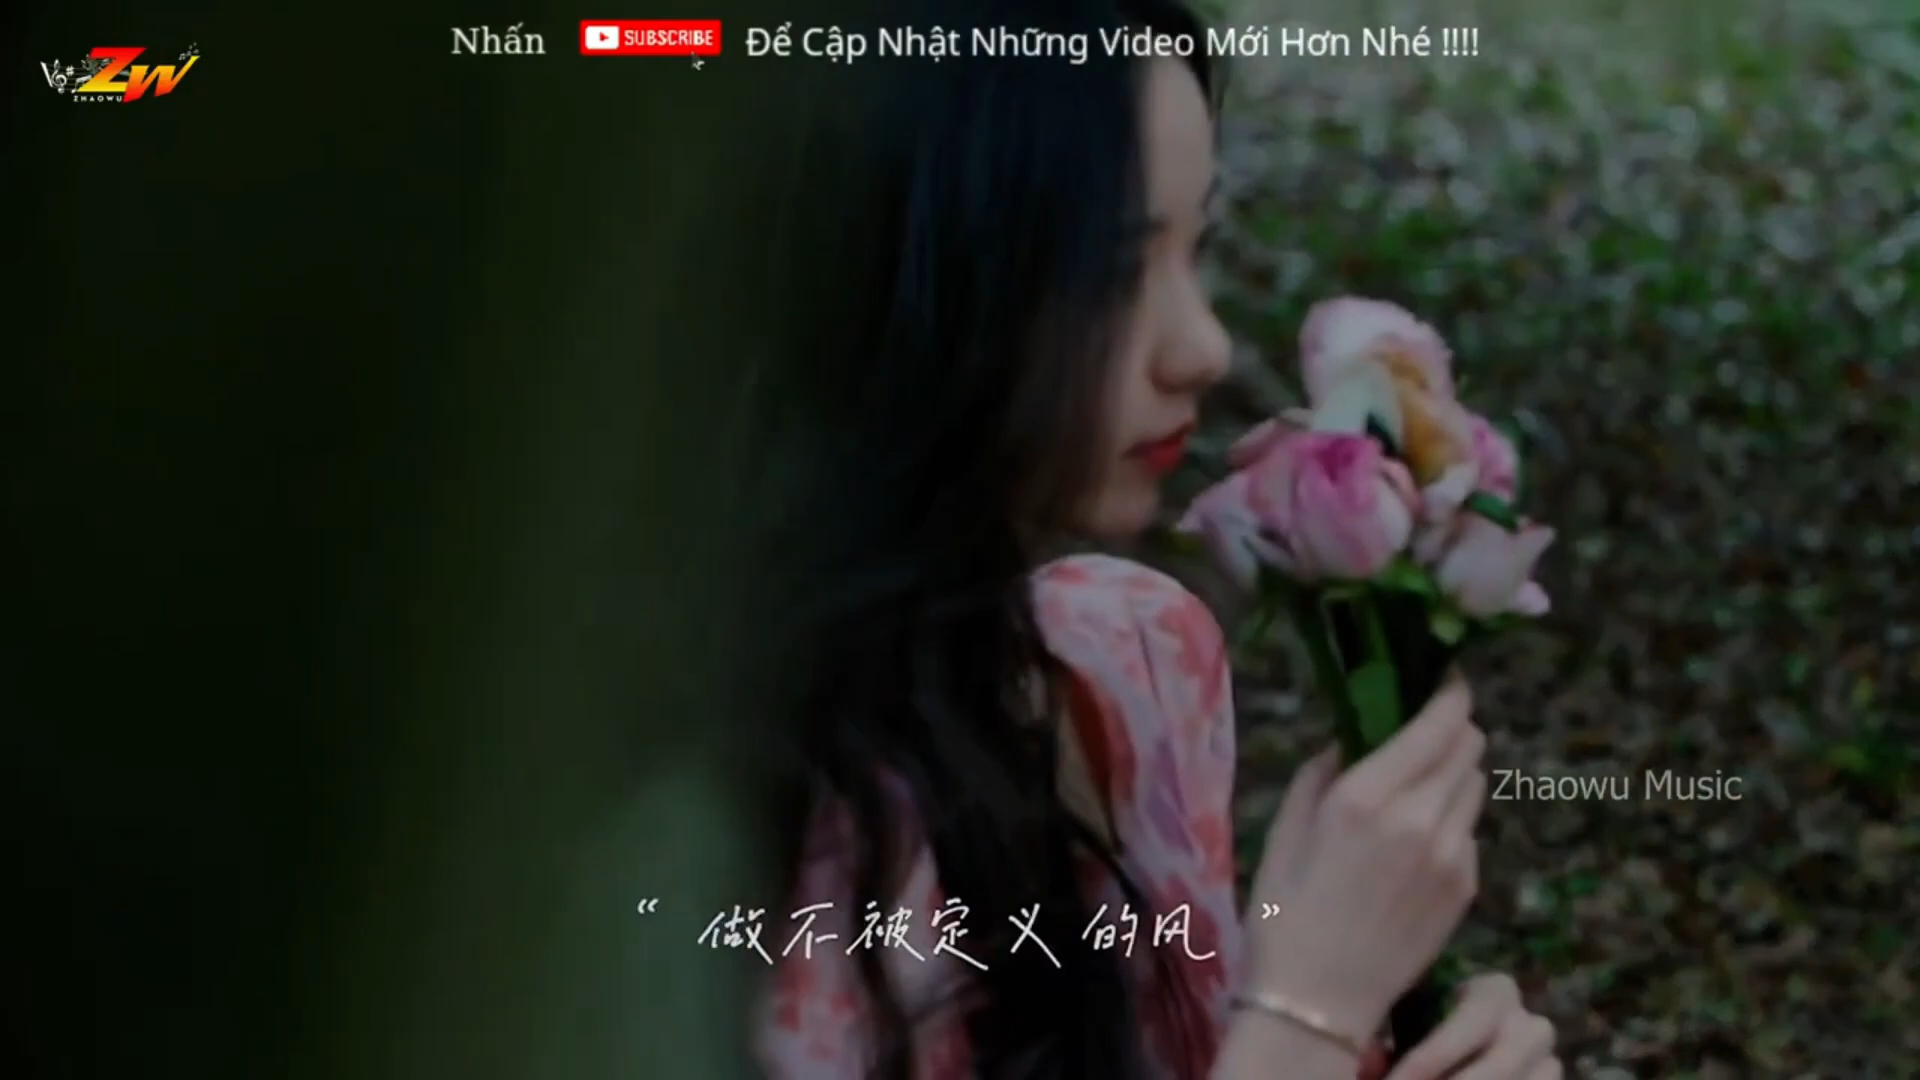 Nhấn SUBSCRIBE Để Cập Nhật Những Video Mới Hơn Nhé !!!!
ZW
ZHAOWU
Zhaowu Music
“ 做不被定义的风 ”